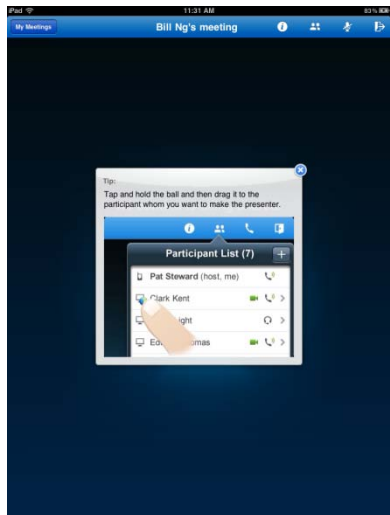 iPad 11:31 AM 83%
My Meetings Bill Ng's meeting
Tip:
Tap and hold the ball and then drag it to the
participant whom you want to make the presenter.
Participant List (7)
Pat Steward (host, me)
Clark Kent